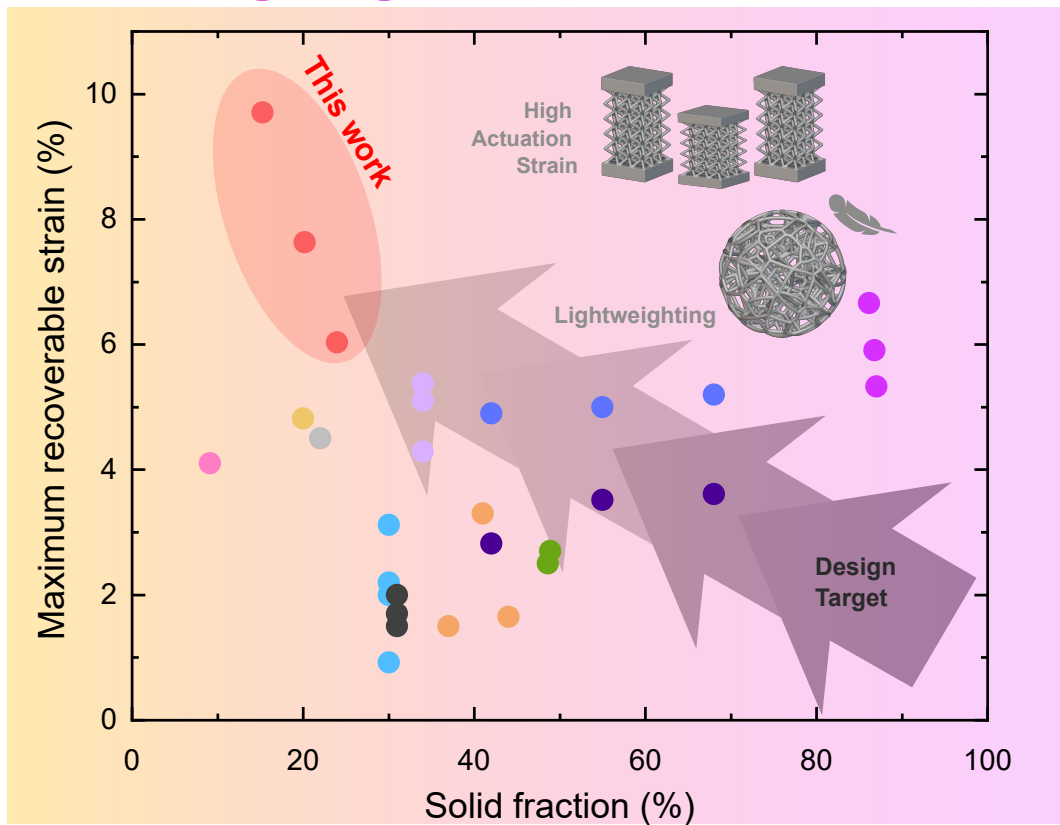 This work
High
Actuation
Strain
Lightweighting
Design
Target
Maximum recoverable strain (%)
10
8
6
4
2
0
0 20 40 60 80 100
Solid fraction (%)